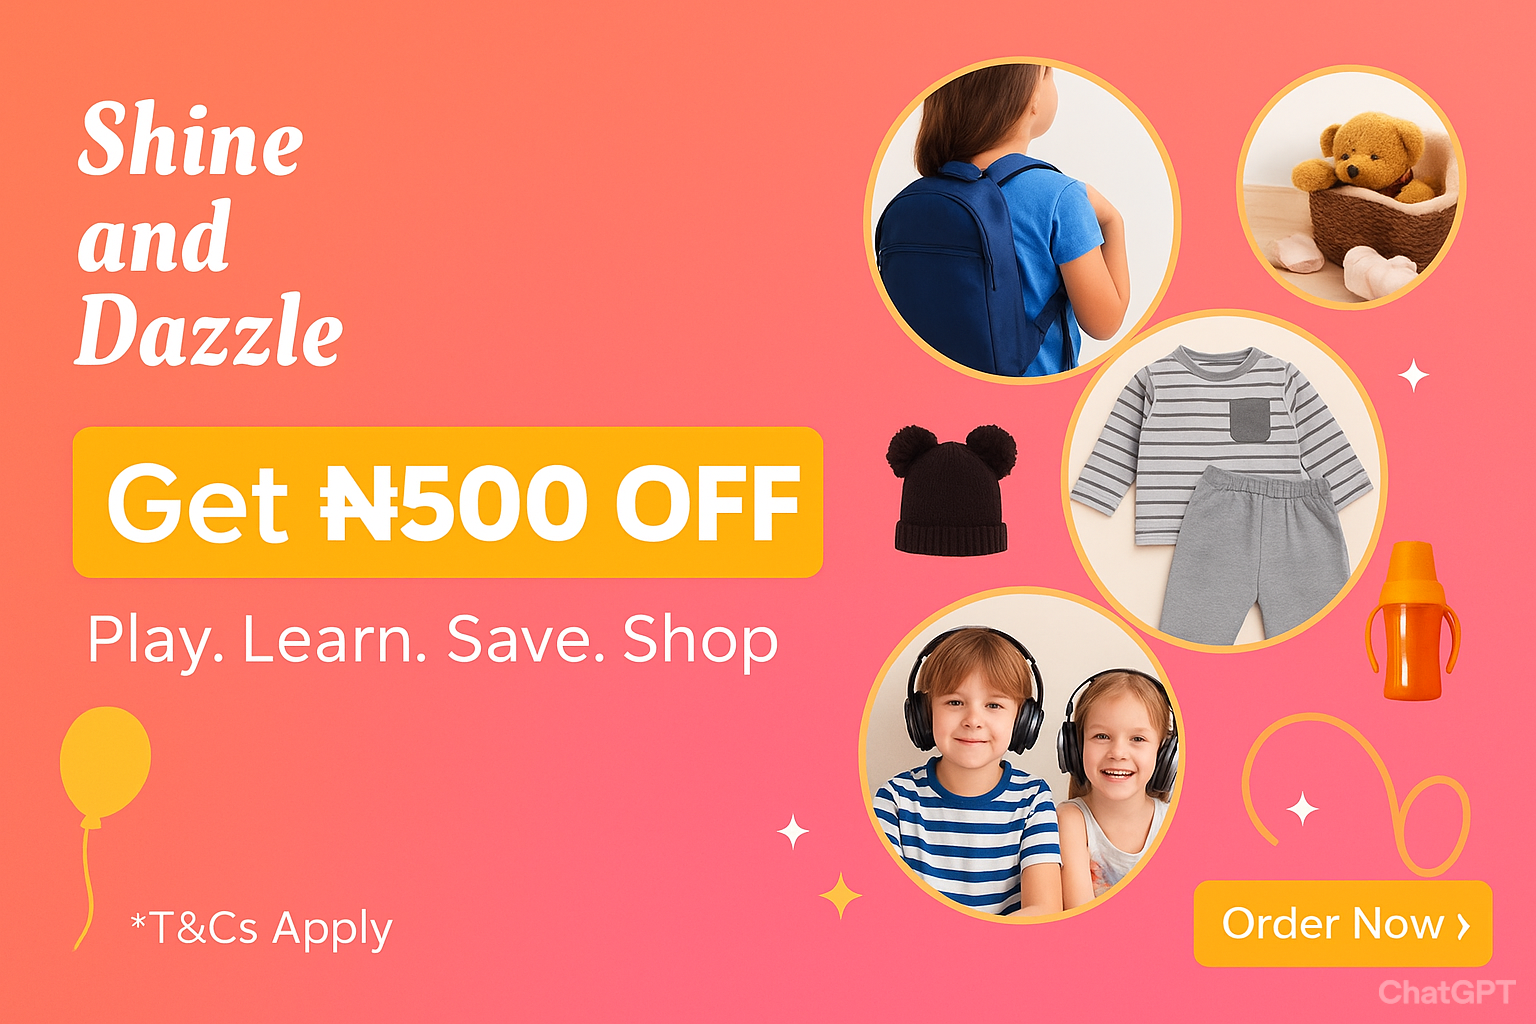 Shine
and
Dazzle
Get ₦500 OFF
Play. Learn. Save. Shop
*T&Cs Apply
Order Now ›
ChatGPT